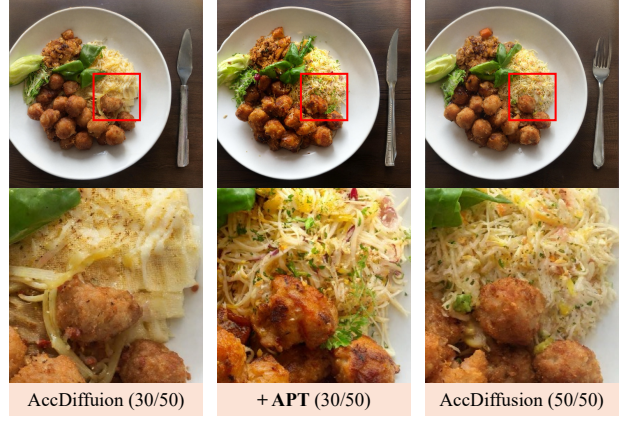 AccDiffuion (30/50)
+ APT (30/50)
AccDiffusion (50/50)